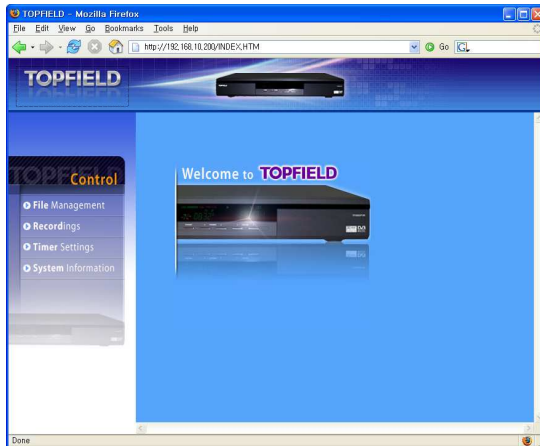 TOPFIELD - Mozilla Firefox
File Edit View Go Bookmarks Tools Help
http://192.168.10.200/INDEX.HTM Go G
TOPFIELD
TOPFIELD
Control
Welcome to TOPFIELD
File Management
Recordings
Timer Settings
System Information
Done